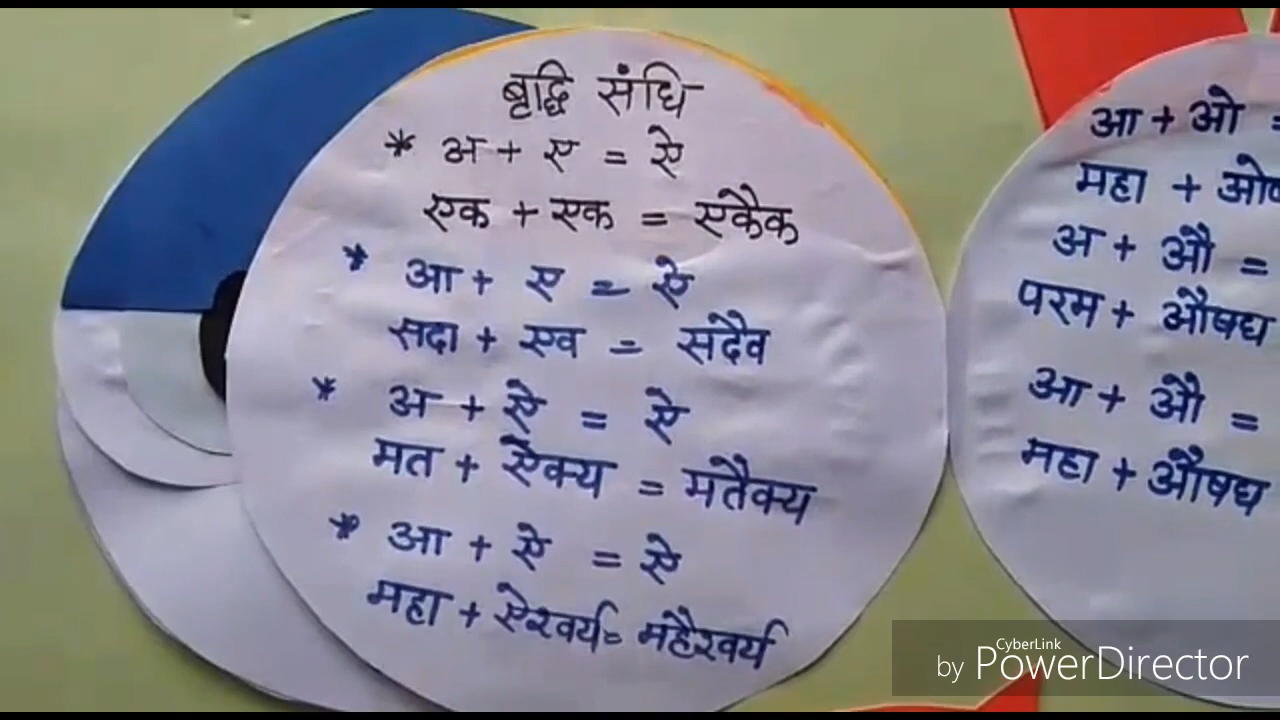 बृद्धि संधि
* अ + ए = ऐ
एक + एक = एकैक
* आ + ए = ऐ
सदा + एव = सदैव
* अ + ऐ = ऐ
मत + ऐक्य = मतैक्य
* आ + ऐ = ऐ
महा + ऐश्वर्य = महैश्वर्य
आ + ओ =
महा +
अ + औ =
परम + औषध
आ + औ =
महा + औषध
CyberLink
by PowerDirector